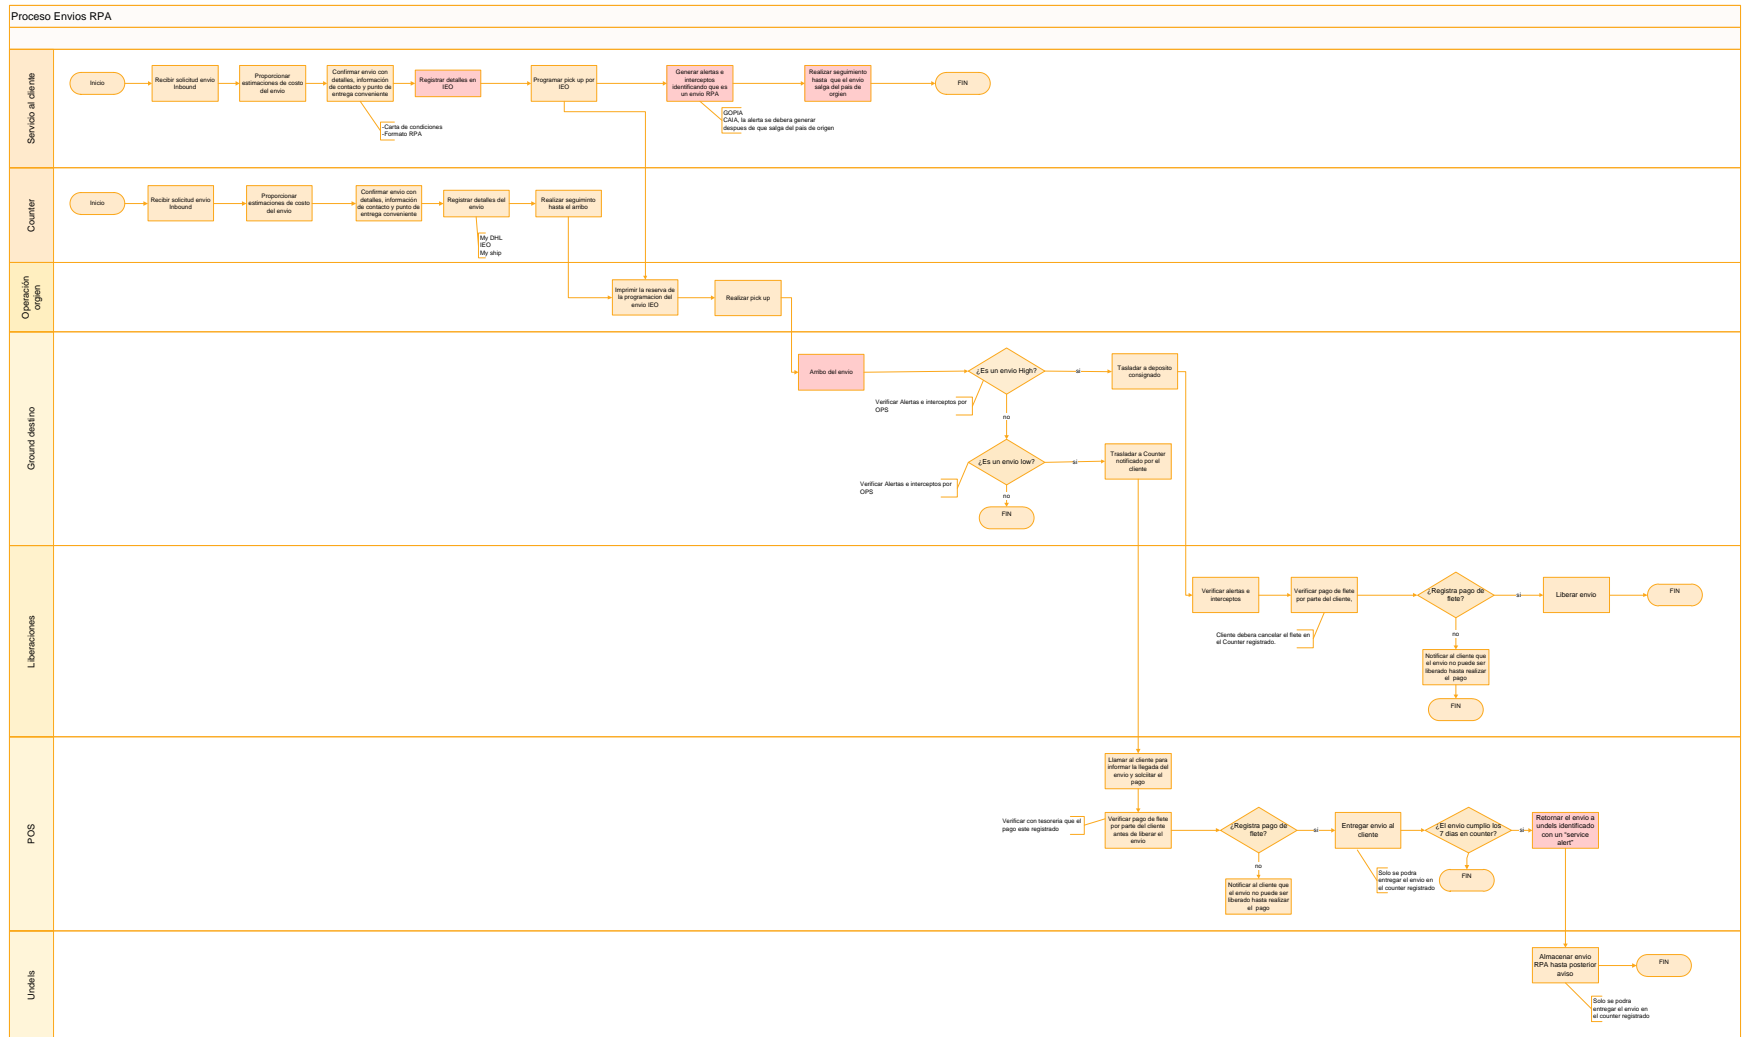 Proceso Envios RPA
Servicio al cliente
Inicio
Recibir solicitud envio
Inbound
Proporcionar
estimaciones de costo
del envio
Confirmar envio con
detalles, información
de contacto y punto de
entrega conveniente
-Carta de condiciones
-Formato RPA
Registrar detalles en
IEO
Programar pick up por
IEO
Generar alertas e
interceptos
identificando que es
un envio RPA
GOPIA
CAIA, la alerta se debera generar
despues de que salga del pais de origen
Realizar seguimiento
hasta que el envio
salga del pais de
orgien
FIN
Counter
Inicio
Recibir solicitud envio
Inbound
Proporcionar
estimaciones de costo
del envio
Confirmar envio con
detalles, información
de contacto y punto de
entrega conveniente
Registrar detalles del
envio
My DHL
IEO
My ship
Realizar seguiminto
hasta el arribo
Operación
orgien
Imprimir la reserva de
la programacion del
envio IEO
Realizar pick up
Ground destino
Arribo del envio
¿Es un envio High?
si
Tasladar a deposito
consignado
Verificar Alertas e interceptos por
OPS
no
¿Es un envio low?
si
Trasladar a Counter
notificado por el
cliente
Verificar Alertas e interceptos por
OPS
no
FIN
Liberaciones
Verificar alertas e
interceptos
Verificar pago de flete
por parte del cliente,
Cliente debera cancelar el flete en
el Counter registrado.
¿Registra pago de
flete?
si
Liberar envio
FIN
no
Notificar al cliente que
el envio no puede ser
liberado hasta realizar
el pago
FIN
POS
Llamar al cliente para
informar la llegada del
envio y solciitar el
pago
Verificar con tesoreria que el
pago este registrado
Verificar pago de flete
por parte del cliente
antes de liberar el
envio
¿Registra pago de
flete?
si
Entregar envio al
cliente
¿El envio cumplio los
7 dias en counter?
si
Retornar el envio a
undels identificado
con un "service
alert"
no
Notificar al cliente que
el envio no puede ser
liberado hasta realizar
el pago
Solo se podra
entregar el envio en
el counter registrado
FIN
Undels
Almacenar envio
RPA hasta posterior
aviso
FIN
Solo se podra
entregar el envio en
el counter registrado